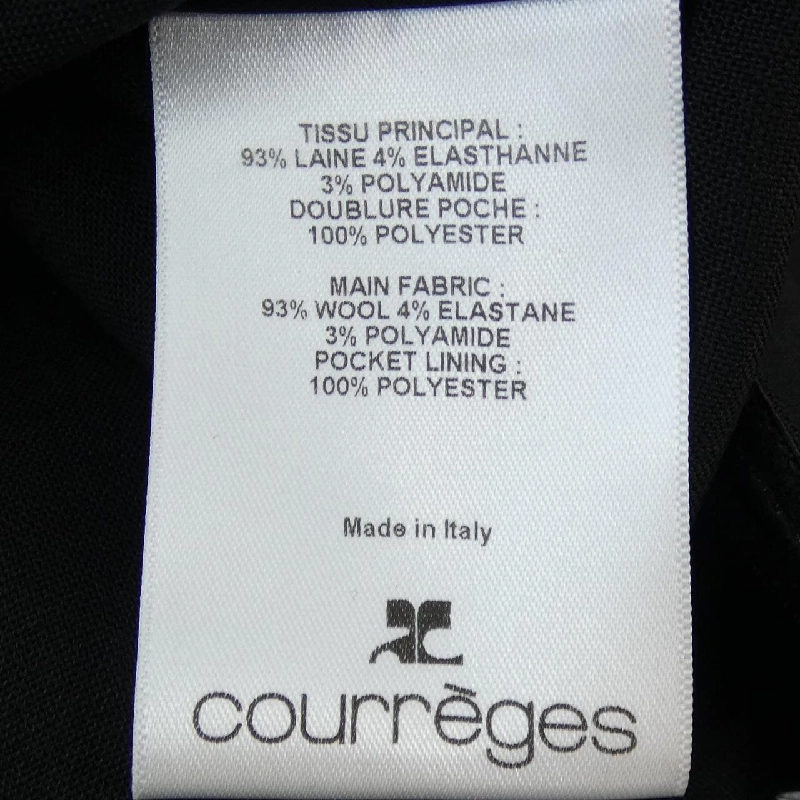 TISSU PRINCIPAL :
93% LAINE 4% ELASTHANNE
3% POLYAMIDE
DOUBLURE POCHE :
100% POLYESTER
MAIN FABRIC :
93% WOOL 4% ELASTANE
3% POLYAMIDE
POCKET LINING :
100% POLYESTER
Made in Italy
courrèges